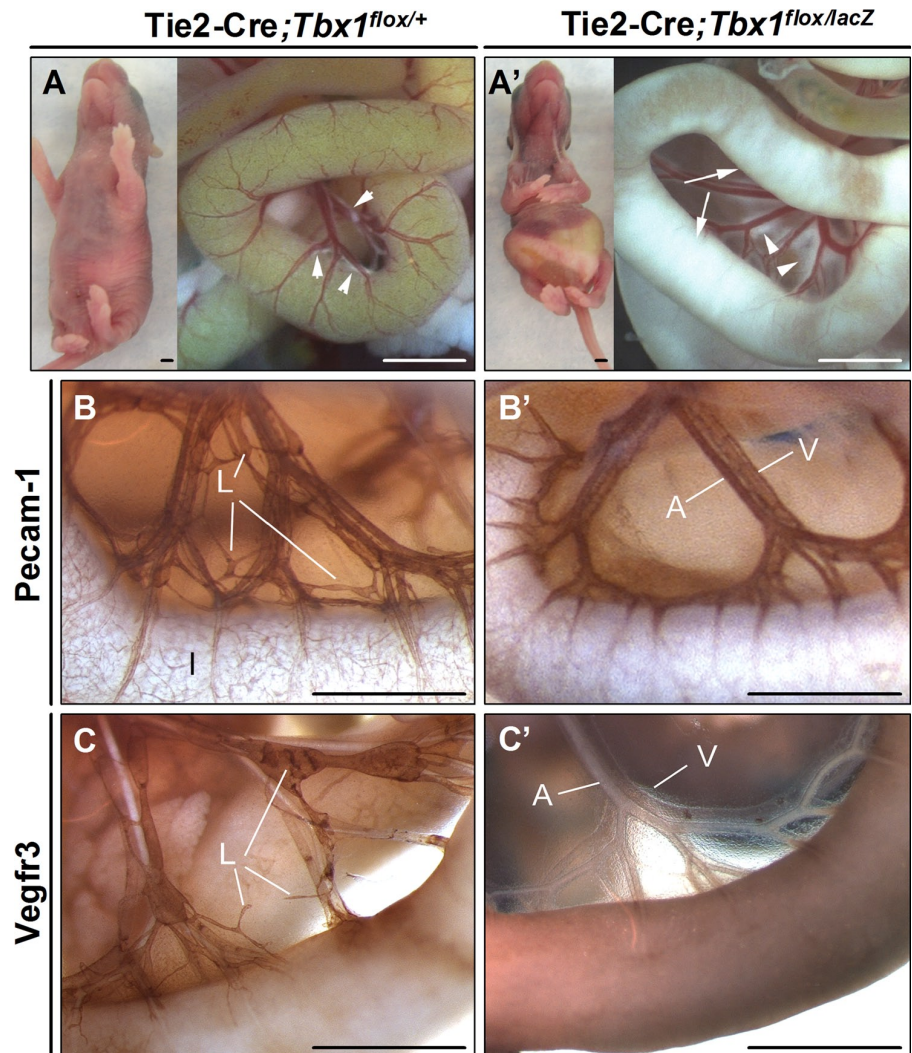 Tie2-Cre;Tbx1flox/+
Tie2-Cre;Tbx1flox/lacZ
A
A'
Pecam-1
B
L
I
B'
A
V
Vegfr3
C
L
C'
A
V